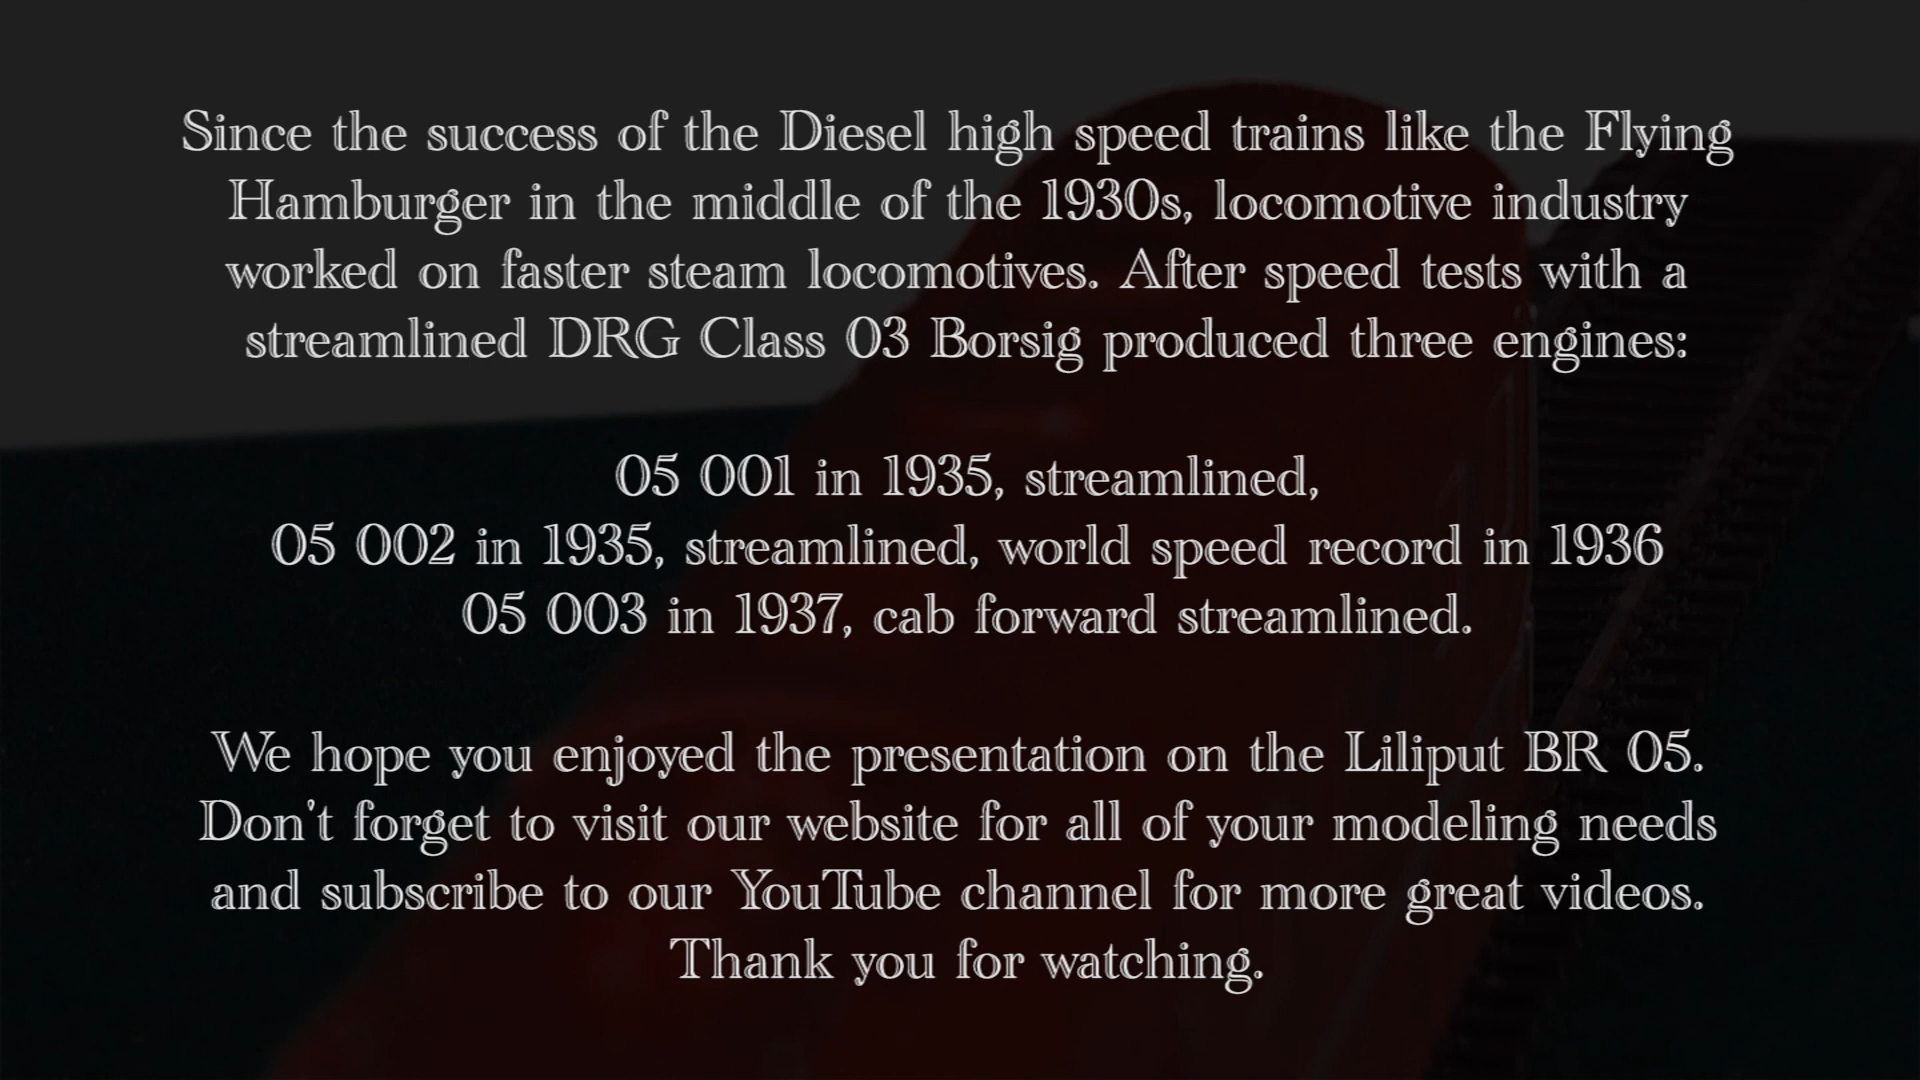 Since the success of the Diesel high speed trains like the Flying
Hamburger in the middle of the 1930s, locomotive industry
worked on faster steam locomotives. After speed tests with a
streamlined DRG Class 03 Borsig produced three engines:
05 001 in 1935, streamlined,
05 002 in 1935, streamlined, world speed record in 1936
05 003 in 1937, cab forward streamlined.
We hope you enjoyed the presentation on the Liliput BR 05.
Don't forget to visit our website for all of your modeling needs
and subscribe to our YouTube channel for more great videos.
Thank you for watching.